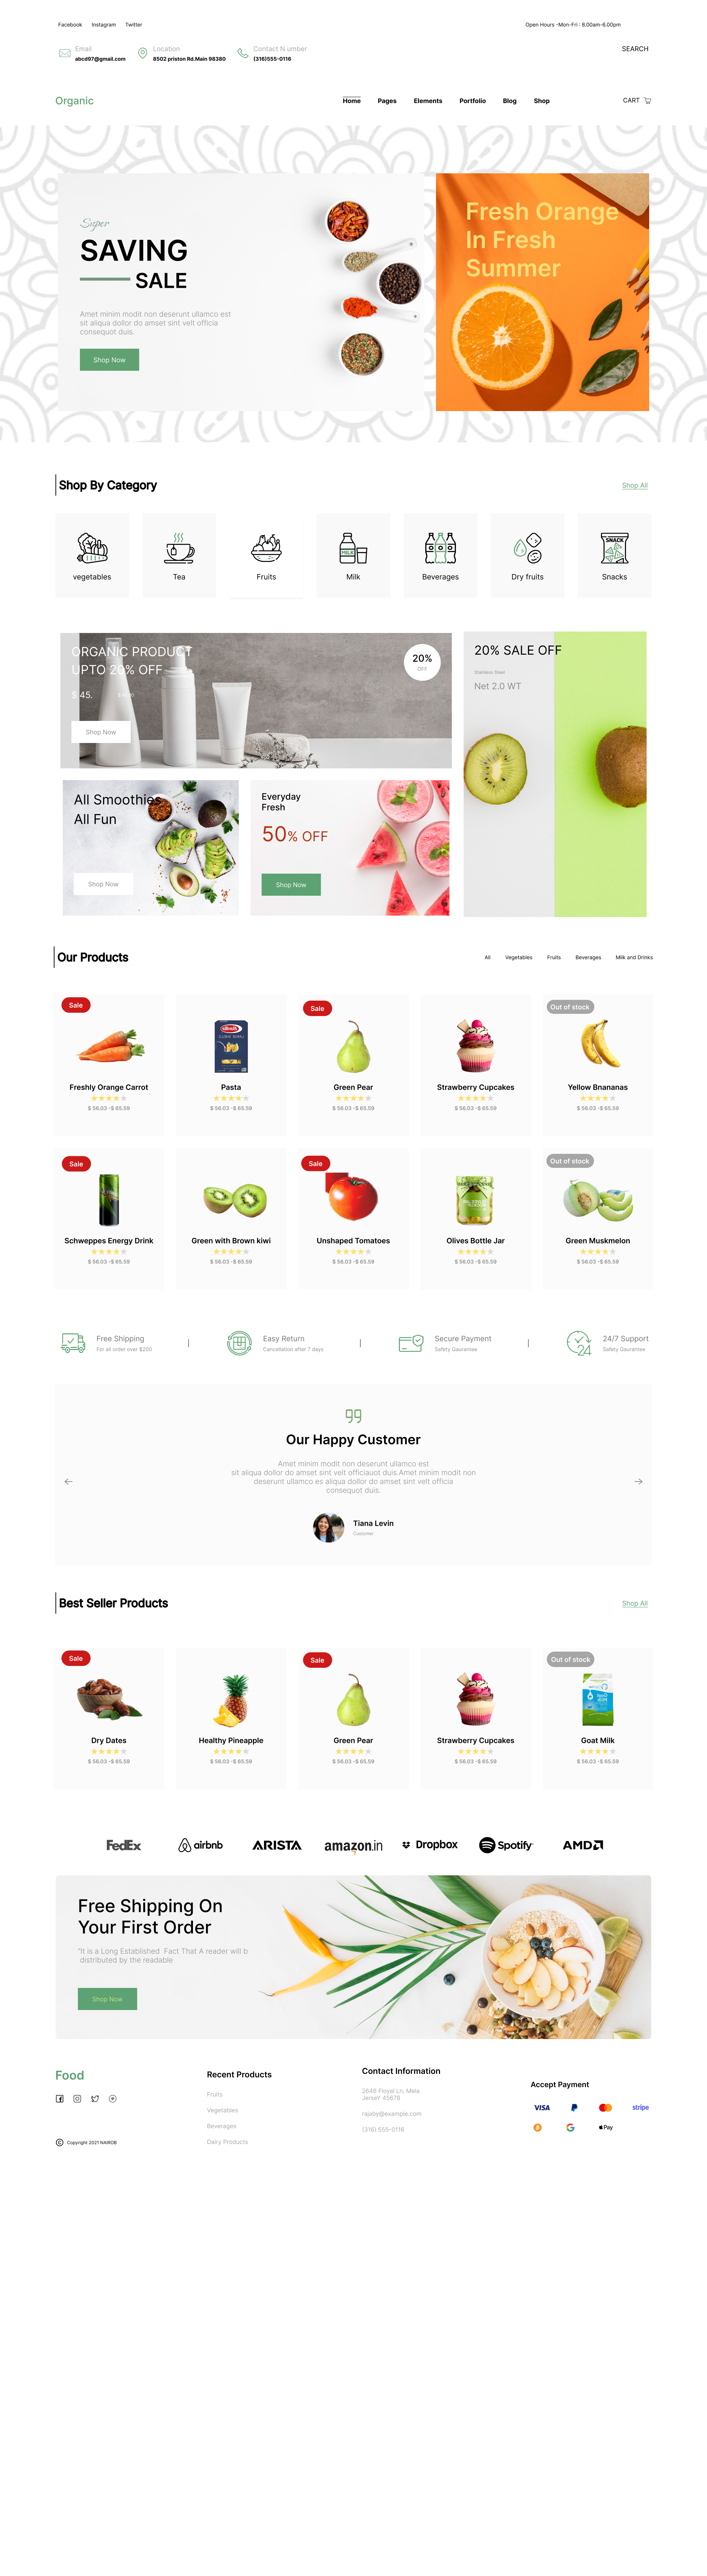 Facebook Instagram Twitter
Open Hours -Mon-Fri : 8.00am-6.00pm
Email
abcd97@gmail.com
Location
8502 priston Rd.Main 98380
Contact N umber
(316)555-0116
SEARCH
Organic
Home Pages Elements Portfolio Blog Shop
CART
Super
SAVING
SALE
Amet minim modit non deserunt ullamco est
sit aliqua dollor do amset sint velt officia
consequot duis.
Shop Now
Fresh Orange
In Fresh
Summer
Shop By Category
Shop All
vegetables
Tea
Fruits
MILK
Milk
Beverages
Dry fruits
SNACK
Snacks
ORGANIC PRODUCT
UPTO 20% OFF
$ 45.
Shop Now
20%
OFF
20% SALE OFF
Stainless Steel
Net 2.0 WT
All Smoothies
All Fun
Shop Now
Everyday
Fresh
50% OFF
Shop Now
Our Products
All Vegetables Fruits Beverages Milk and Drinks
Sale
Freshly Orange Carrot
$ 56.03 -$ 65.59
Pasta
$ 56.03 -$ 65.59
Sale
Green Pear
$ 56.03 -$ 65.59
Strawberry Cupcakes
$ 56.03 -$ 65.59
Out of stock
Yellow Bnananas
$ 56.03 -$ 65.59
Sale
Schweppes Energy Drink
$ 56.03 -$ 65.59
Green with Brown kiwi
$ 56.03 -$ 65.59
Sale
Unshaped Tomatoes
$ 56.03 -$ 65.59
Olives Bottle Jar
$ 56.03 -$ 65.59
Out of stock
Green Muskmelon
$ 56.03 -$ 65.59
Free Shipping
For all order over $200
Easy Return
Cancellation after 7 days
Secure Payment
Safety Gaurantee
24
24/7 Support
Safety Gaurantee
Our Happy Customer
Amet minim modit non deserunt ullamco est
sit aliqua dollor do amset sint velt officiauot duis.Amet minim modit non
deserunt ullamco es aliqua dollor do amset sint velt officia
consequot duis.
Tiana Levin
Customer
Best Seller Products
Shop All
Sale
Dry Dates
$ 56.03 -$ 65.59
Healthy Pineapple
$ 56.03 -$ 65.59
Sale
Green Pear
$ 56.03 -$ 65.59
Strawberry Cupcakes
$ 56.03 -$ 65.59
Out of stock
Goat Milk
$ 56.03 -$ 65.59
FedEx
airbnb
ARISTA
amazon.in
Dropbox
Spotify
AMD
Free Shipping On
Your First Order
"It is a Long Established Fact That A reader will b
distributed by the readable
Shop Now
Food
Copyright 2021 NAIROB
Recent Products
Fruits
Vegetables
Beverages
Dairy Products
Contact Information
2646 Floyal Ln, Mela
JerseY 45678
rajaby@example.com
(316) 555-0116
Accept Payment
VISA
stripe
Pay